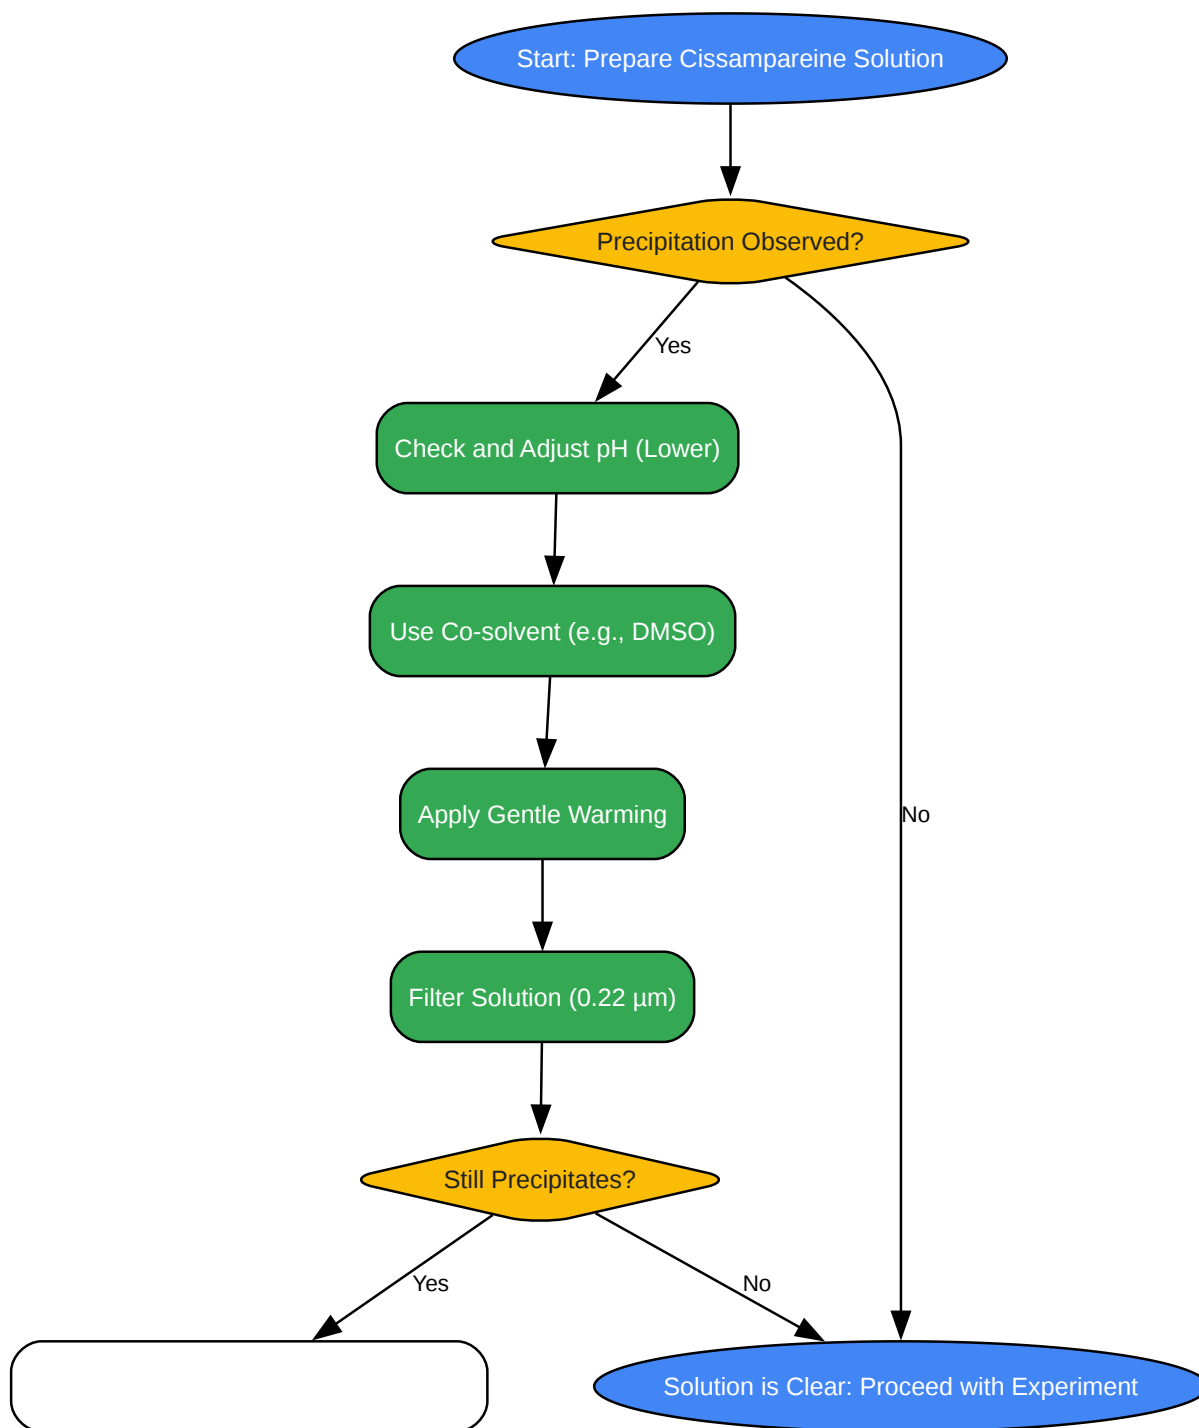 Start: Prepare Cissampareine Solution
Precipitation Observed?
Yes
Check and Adjust pH (Lower)
Use Co-solvent (e.g., DMSO)
Apply Gentle Warming
No
Filter Solution (0.22 µm)
Still Precipitates?
Yes
No
Solution is Clear: Proceed with Experiment